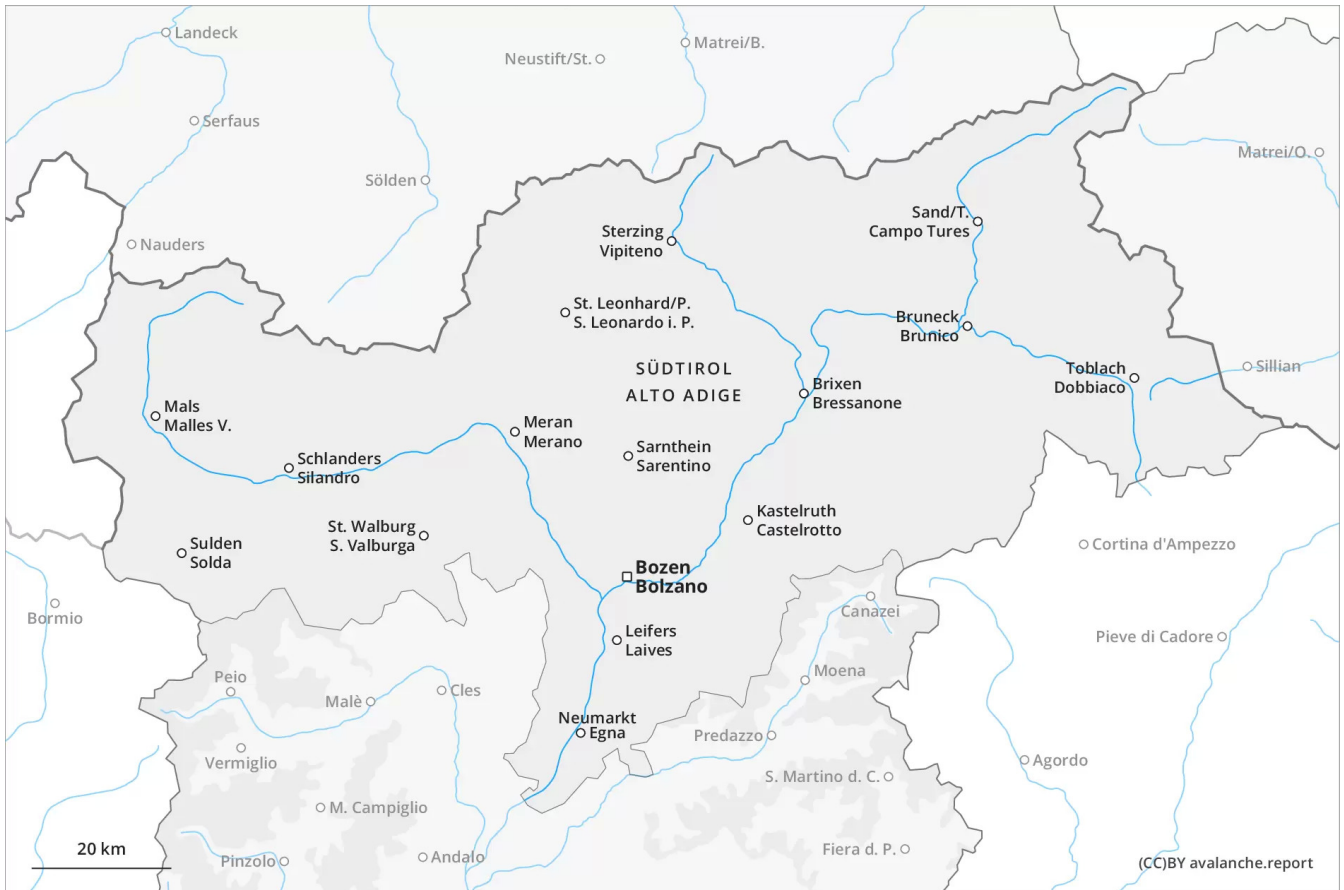 Landeck
Matrei/B.
Neustift/St.
Serfaus
Matrei/O.
Sölden
Sand/T.
Campo Tures
Nauders
Sterzing
Vipiteno
St. Leonhard/P.
S. Leonardo i. P.
Bruneck
Brunico
SÜDTIROL
ALTO ADIGE
Toblach
Dobbiaco
Sillian
Brixen
Bressanone
Mals
Malles V.
Meran
Merano
Sarnthein
Sarentino
Schlanders
Silandro
Kastelruth
Castelrotto
St. Walburg
S. Valburga
Sulden
Solda
Cortina d'Ampezzo
Bozen
Bolzano
Bormio
Canazei
Leifers
Laives
Pieve di Cadore
Peio
Moena
Malè
Cles
Neumarkt
Egna
Predazzo
Vermiglio
Agordo
S. Martino d. C.
M. Campiglio
20 km
Fiera d. P.
Pinzolo
Andalo
(CC)BY avalanche.report